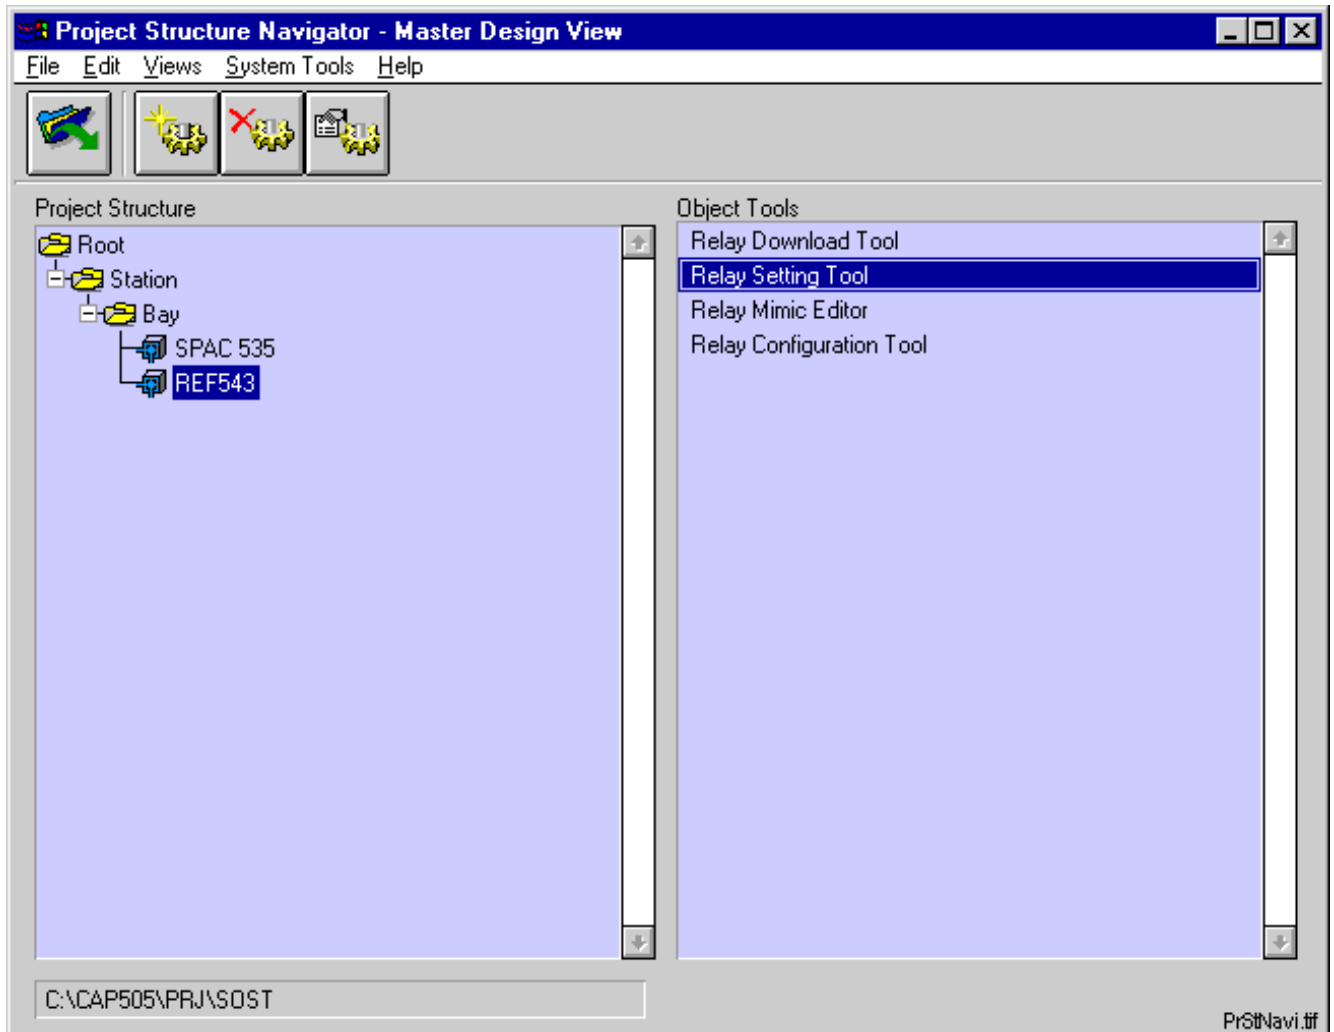 Project Structure Navigator - Master Design View
File Edit Views System Tools Help
Project Structure
Root
Station
Bay
SPAC 535
REF543
Object Tools
Relay Download Tool
Relay Setting Tool
Relay Mimic Editor
Relay Configuration Tool
C:\CAP505\PRJ\SOST
PrStNavi.tif